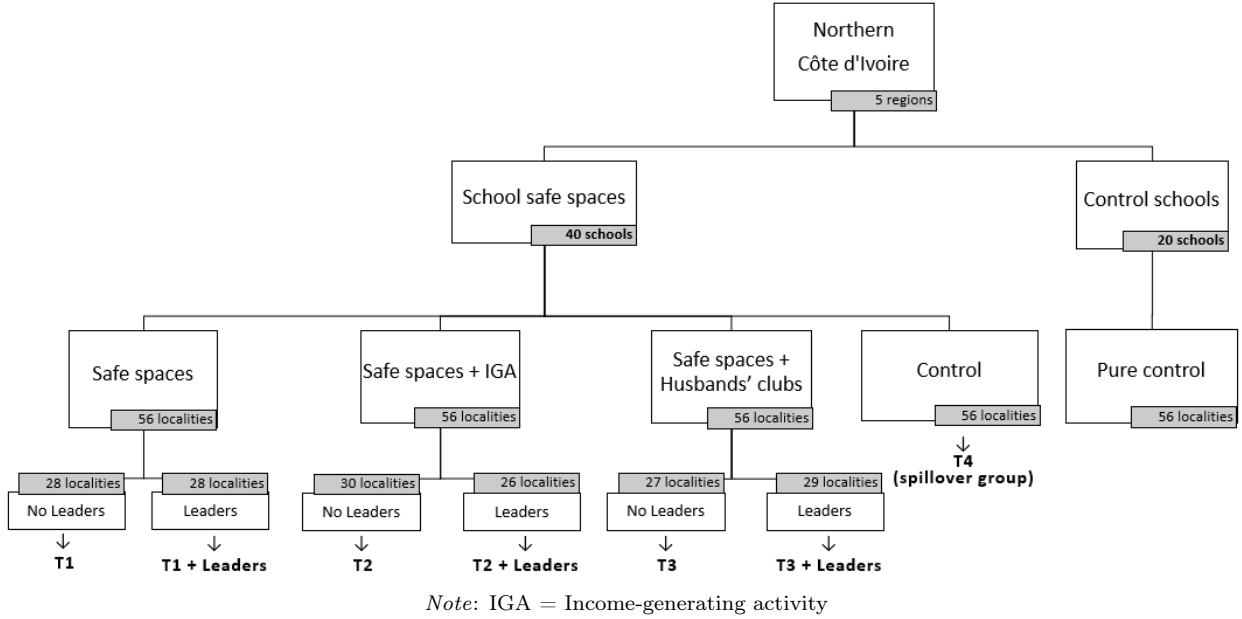 Northern
Côte d'Ivoire
5 regions
School safe spaces
40 schools
Control schools
20 schools
Safe spaces
56 localities
Safe spaces + IGA
56 localities
Safe spaces +
Husbands’ clubs
56 localities
Control
56 localities
Pure control
56 localities
T4
(spillover group)
28 localities
No Leaders
T1
28 localities
Leaders
T1 + Leaders
30 localities
No Leaders
T2
26 localities
Leaders
T2 + Leaders
27 localities
No Leaders
T3
29 localities
Leaders
T3 + Leaders
Note: IGA = Income-generating activity